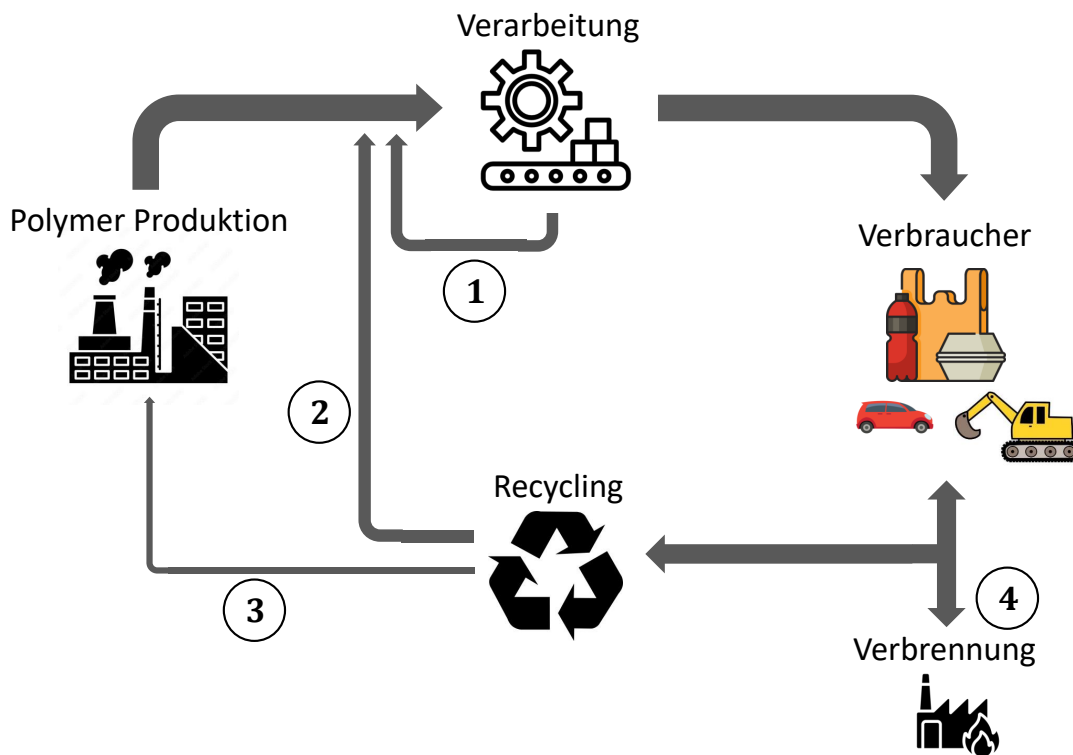 Verarbeitung
Polymer Produktion
Verbraucher
1
2
Recycling
3
4
Verbrennung